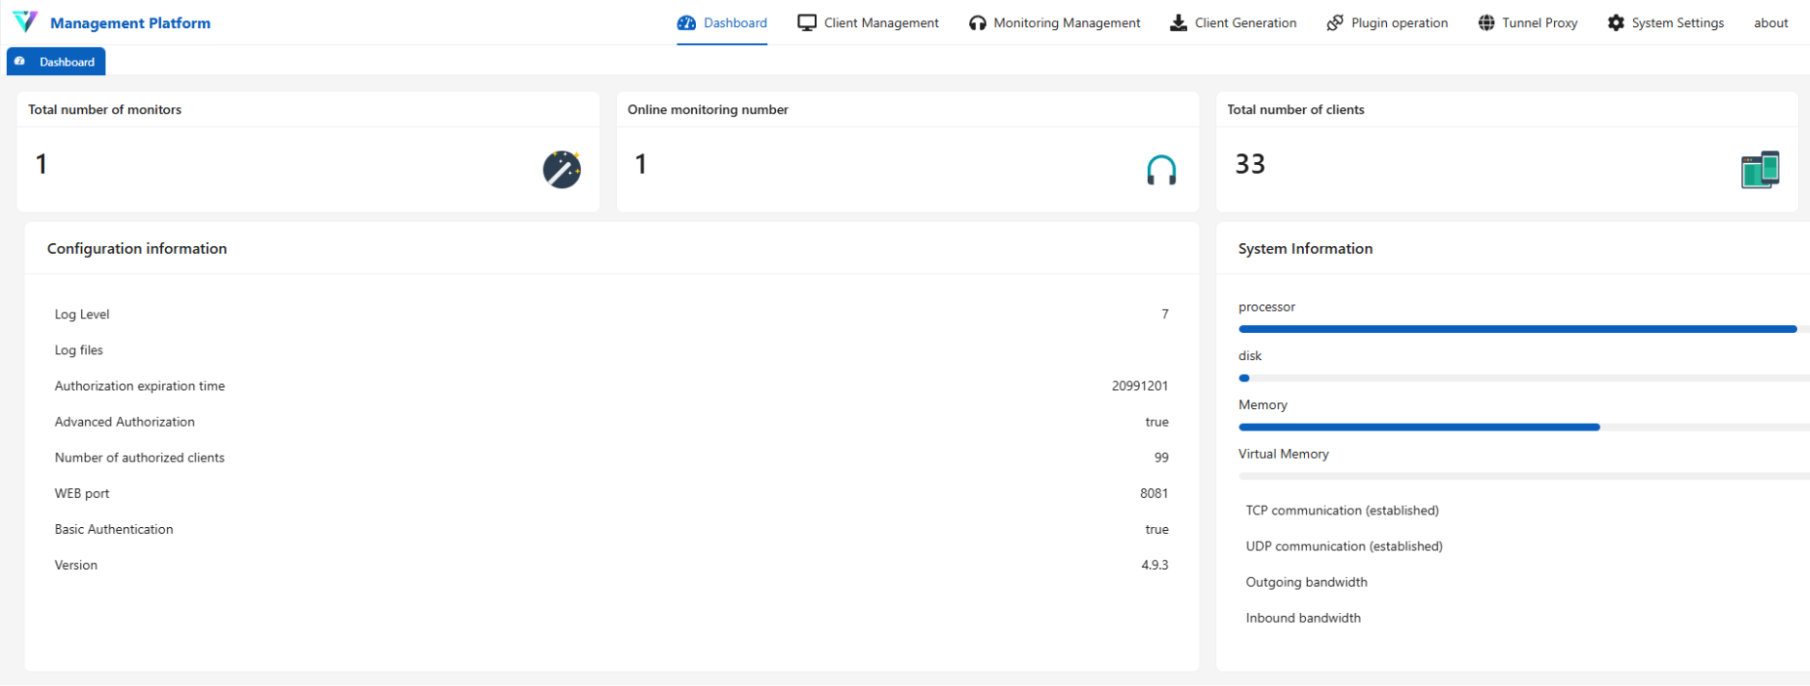 Management Platform
Dashboard Client Management Monitoring Management Client Generation Plugin operation Tunnel Proxy System Settings about
Dashboard
Total number of monitors
1
Online monitoring number
1
Total number of clients
33
Configuration information
Log Level 7
Log files
Authorization expiration time 20991201
Advanced Authorization true
Number of authorized clients 99
WEB port 8081
Basic Authentication true
Version 4.9.3
System Information
processor
disk
Memory
Virtual Memory
TCP communication (established)
UDP communication (established)
Outgoing bandwidth
Inbound bandwidth